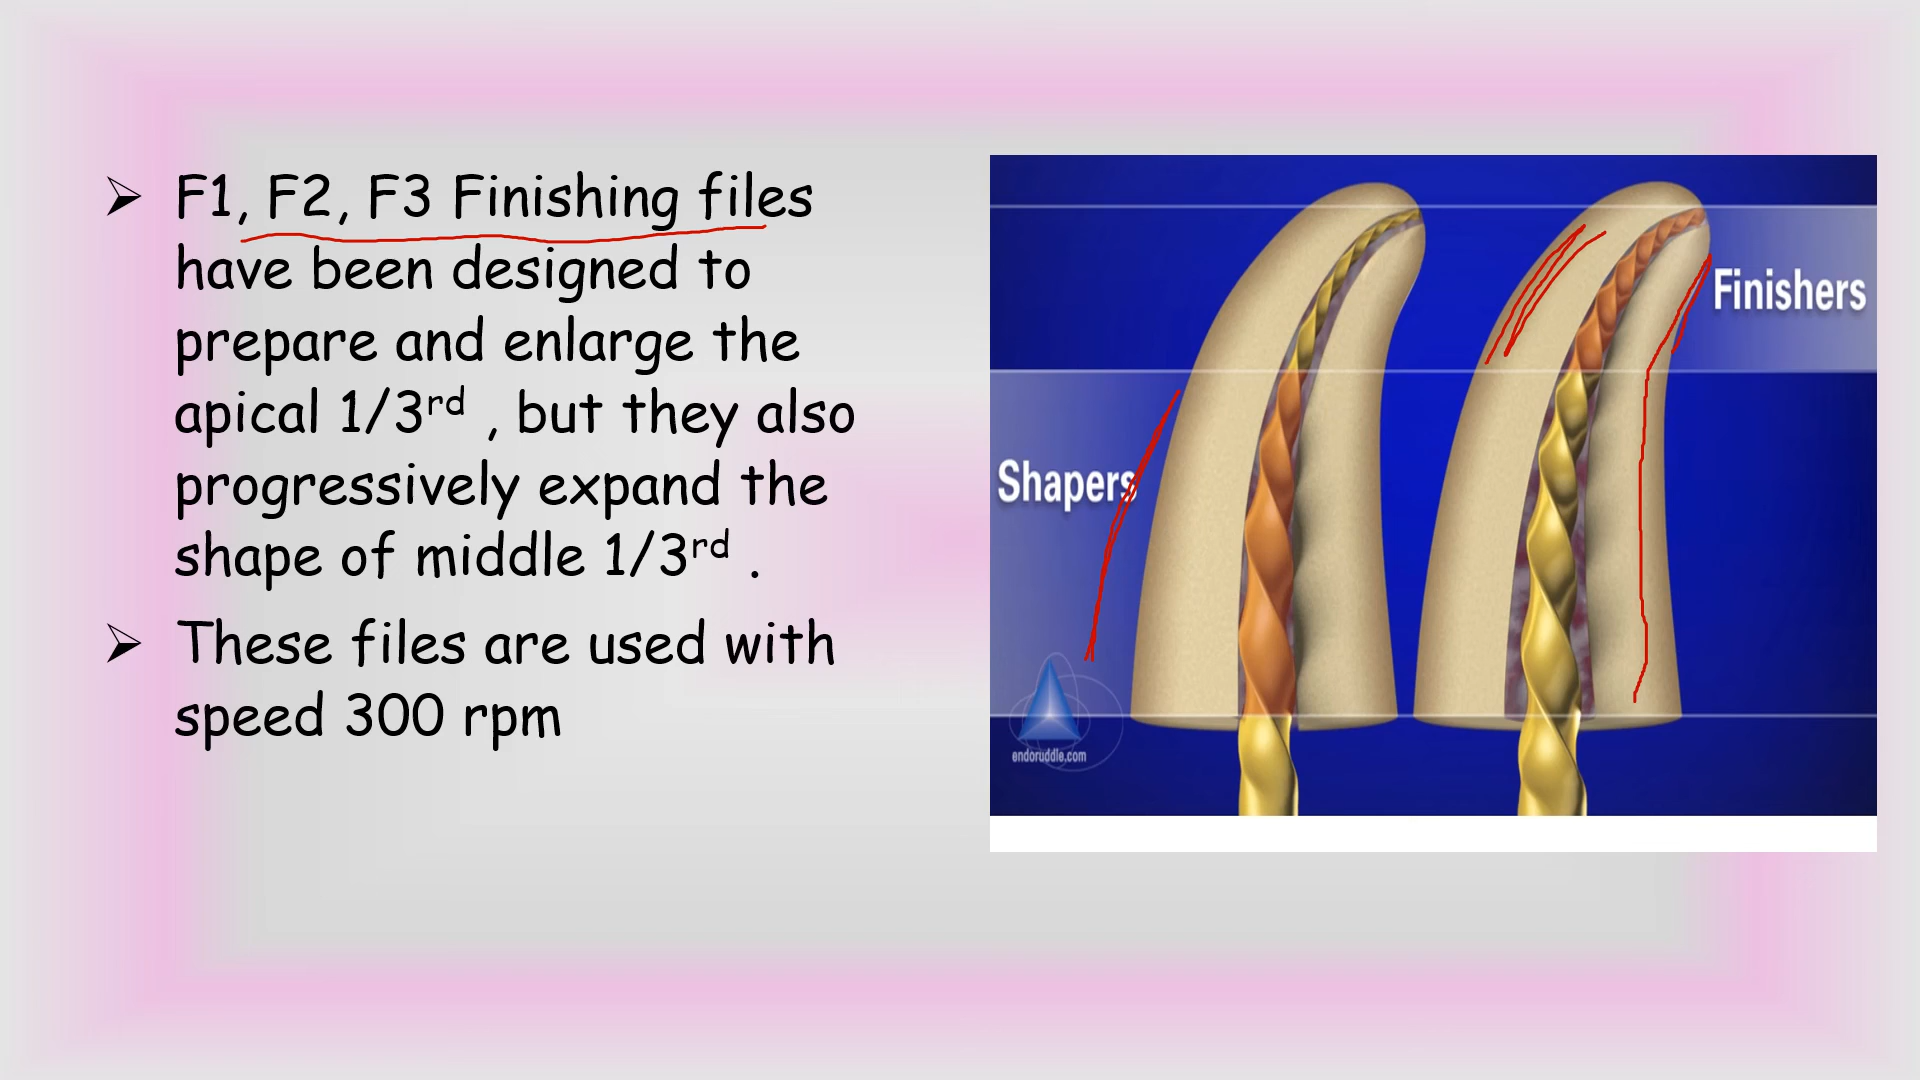 F1, F2, F3 Finishing files
have been designed to
prepare and enlarge the
apical 1/3rd , but they also
progressively expand the
shape of middle 1/3rd .
These files are used with
speed 300 rpm
Finishers
Shapers
endoruddle.com